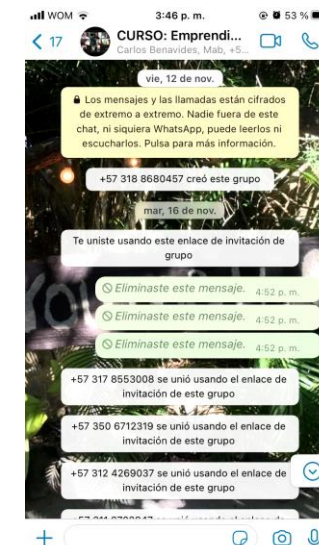 WOM 3:46 p. m. 53 %
17 CURSO: Emprendi...
Carlos Benavides, Mab, +5...
vie, 12 de nov.
Los mensajes y las llamadas están cifrados
de extremo a extremo. Nadie fuera de este
chat, ni siquiera WhatsApp, puede leerlos ni
escucharlos. Pulsa para más información.
+57 318 8680457 creó este grupo
mar, 16 de nov.
Te uniste usando este enlace de invitación de
grupo
Eliminaste este mensaje. 4:52 p. m.
Eliminaste este mensaje. 4:52 p. m.
Eliminaste este mensaje. 4:52 p. m.
+57 317 8553008 se unió usando el enlace de
invitación de este grupo
+57 350 6712319 se unió usando el enlace de
invitación de este grupo
+57 312 4269037 se unió usando el enlace de
invitación de este grupo